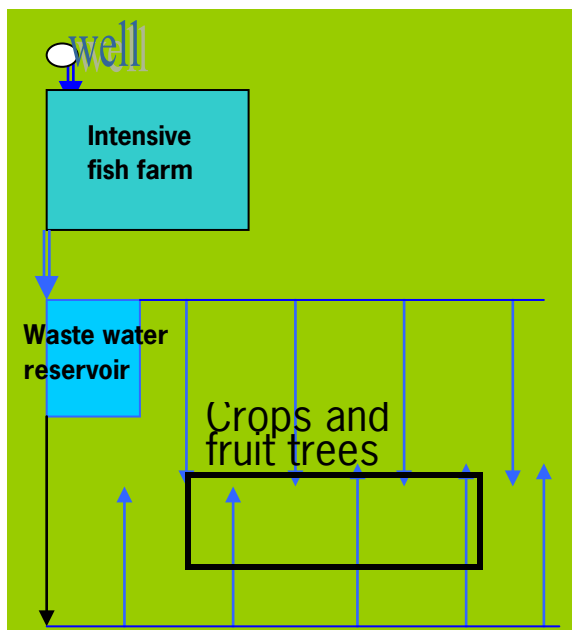 well
Intensive
fish farm
Waste water
reservoir
Crops and
fruit trees